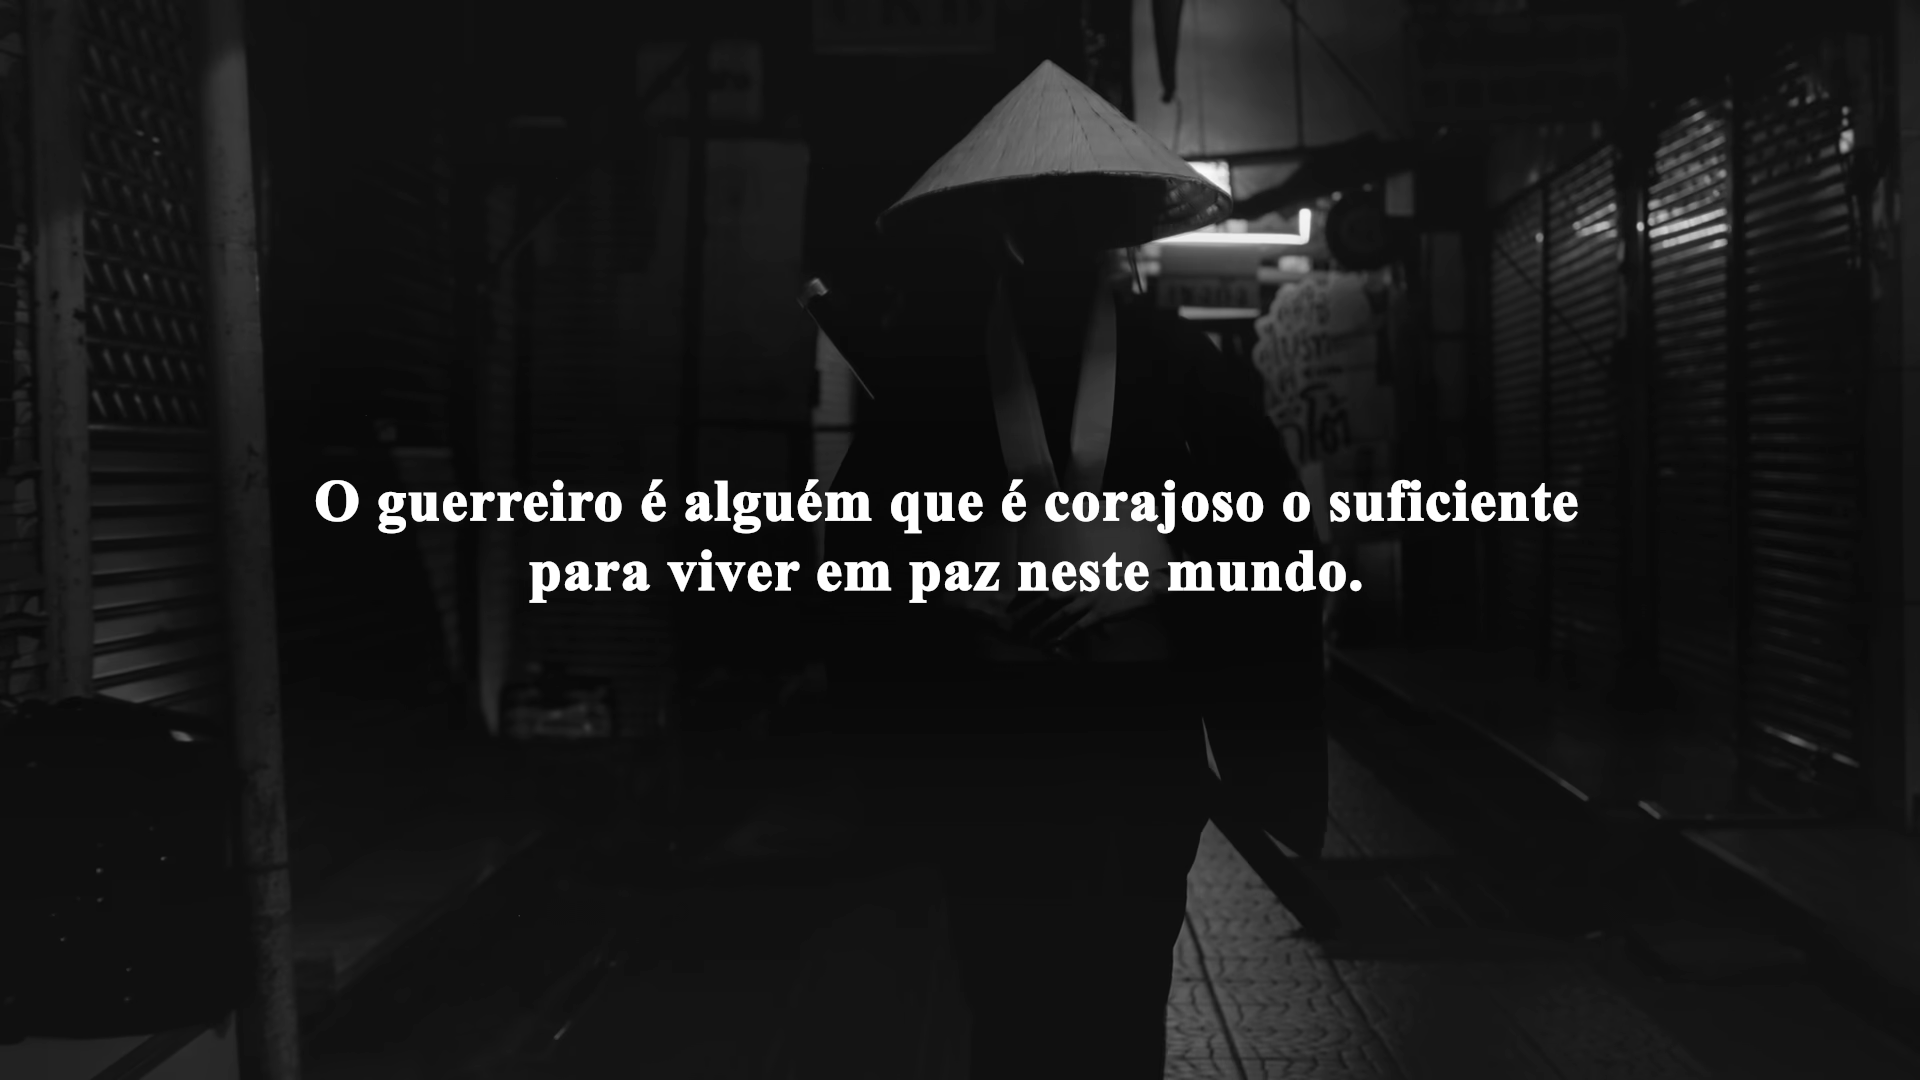 O guerreiro é alguém que é corajoso o suficiente
para viver em paz neste mundo.